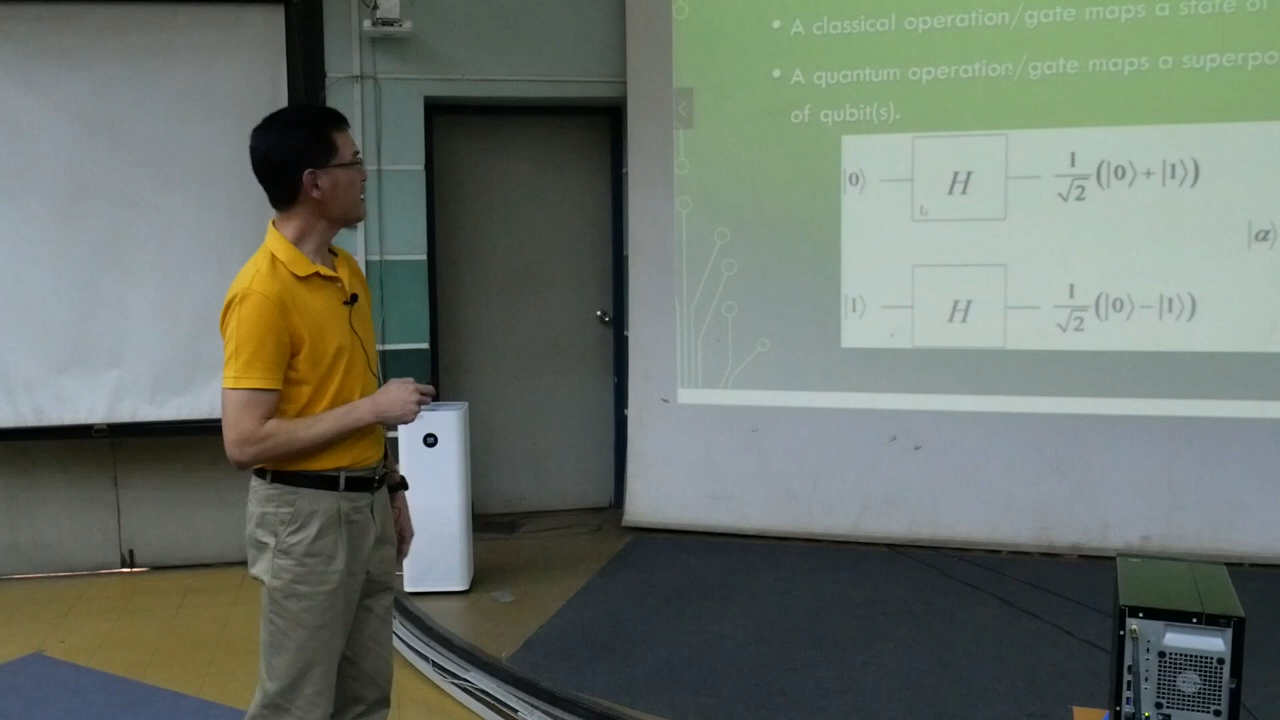 • A classical operation/gate maps a state of
• A quantum operation/gate maps a superpo
of qubit(s).
|0⟩ H 1/√2 (|0⟩ + |1⟩)
|α⟩
|1⟩ H 1/√2 (|0⟩ − |1⟩)